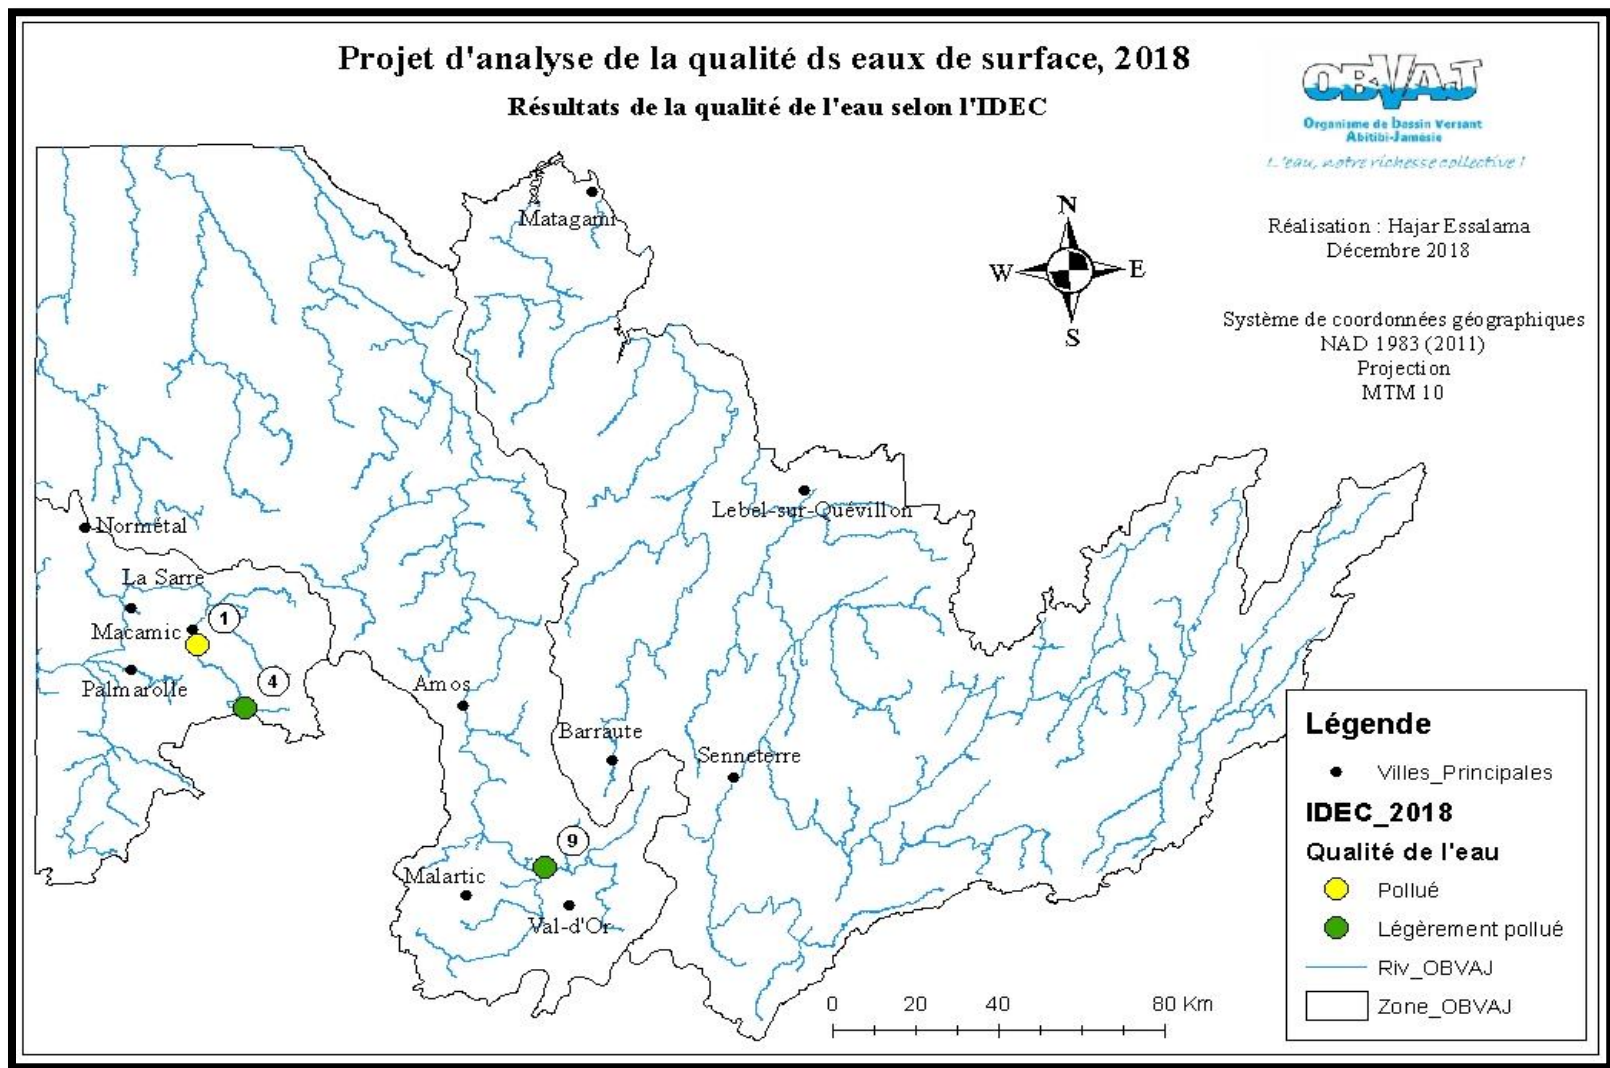 Projet d'analyse de la qualité ds eaux de surface, 2018
Résultats de la qualité de l'eau selon l'IDEC
OBVAJ
Organisme de Bassin Versant
Abitibi-Jamésie
L'eau, notre richesse collective !
Réalisation : Hajar Essalama
Décembre 2018
Système de coordonnées géographiques
NAD 1983 (2011)
Projection
MTM 10
N
W
E
S
Matagami
Lebel-sur-Quévillon
Normétal
La Sarre
1
Macamic
4
Palmarolle
Amos
Barraute
Senneterre
9
Malartic
Val-d'Or
0 20 40 80 Km
Légende
Villes_Principales
IDEC_2018
Qualité de l'eau
Pollué
Légèrement pollué
Riv_OBVAJ
Zone_OBVAJ